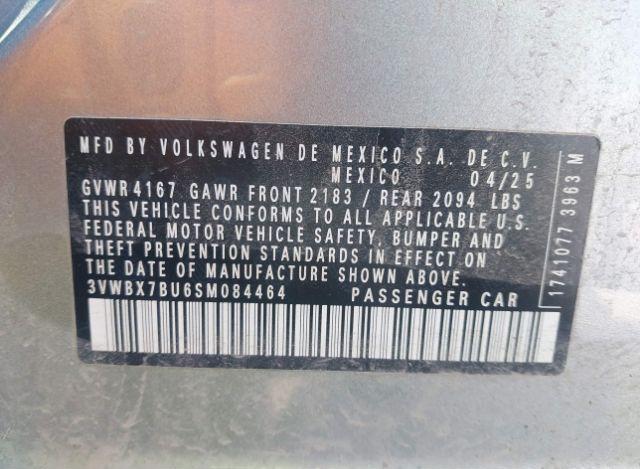 MFD BY VOLKSWAGEN DE MEXICO S.A. DE C.V.
MEXICO 04/25
GVWR 4167 GAWR FRONT 2183 / REAR 2094 LBS
THIS VEHICLE CONFORMS TO ALL APPLICABLE U.S.
FEDERAL MOTOR VEHICLE SAFETY, BUMPER AND
THEFT PREVENTION STANDARDS IN EFFECT ON
THE DATE OF MANUFACTURE SHOWN ABOVE.
3VWBX7BU6SM084464 PASSENGER CAR
1741077 3963 M